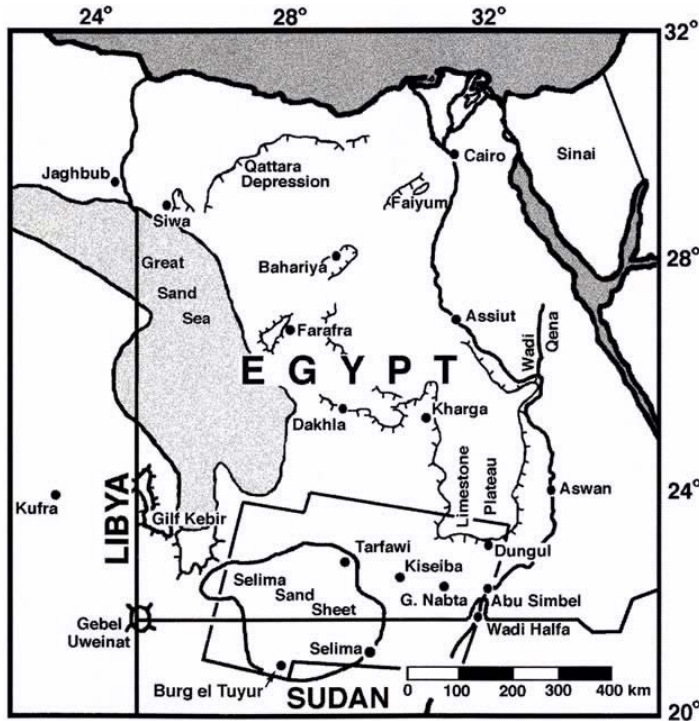 24°
28°
32°
32°
Jaghbub
Siwa
Qattara
Depression
Faiyum
Cairo
Sinai
28°
Great
Sand
Sea
Bahariya
Farafra
Assiut
Wadi
Qena
EGYPT
Dakhla
Kharga
Limestone
Plateau
24°
Aswan
Kufra
LIBYA
Gilf Kebir
Tarfawi
Kiseiba
Dungul
Selima
Sand
Sheet
G. Nabta
Abu Simbel
Gebel
Uweinat
Wadi Halfa
Selima
Burg el Tuyur
SUDAN
0 100 200 300 400 km
20°